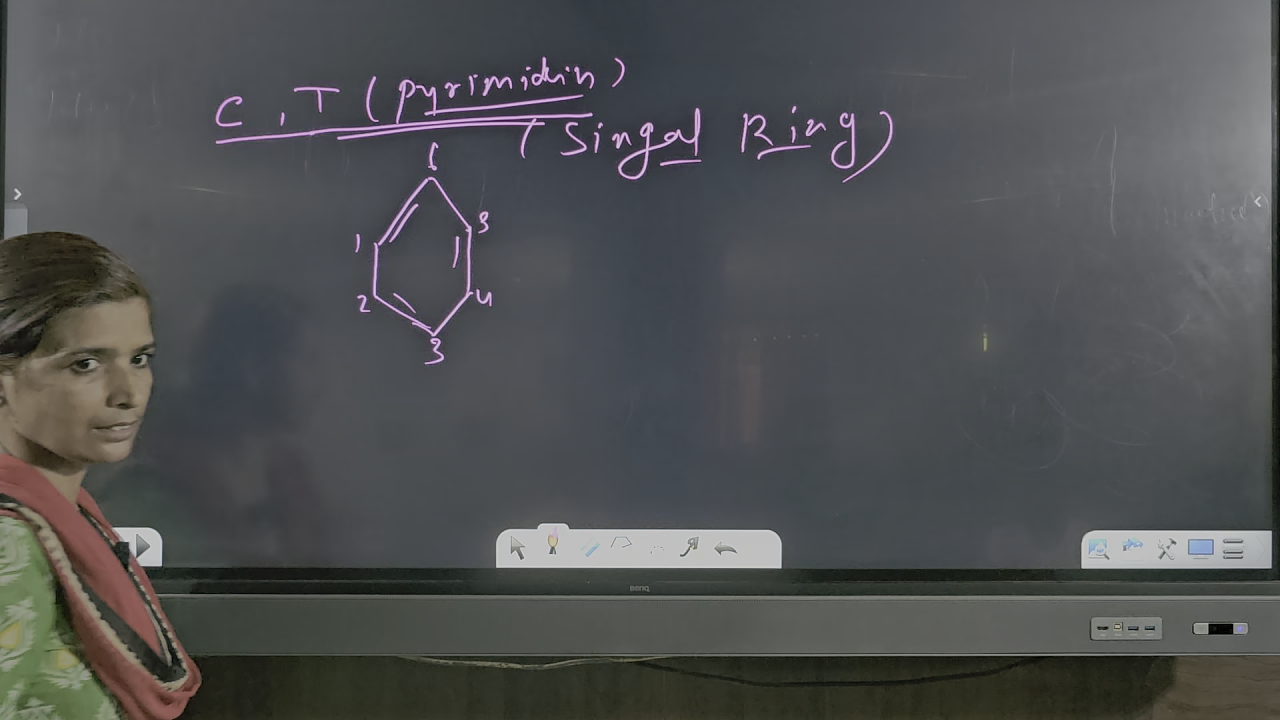 C , T ( pyrimidin )
( Singal Ring )
6
1 3
2 4
3
BenQ